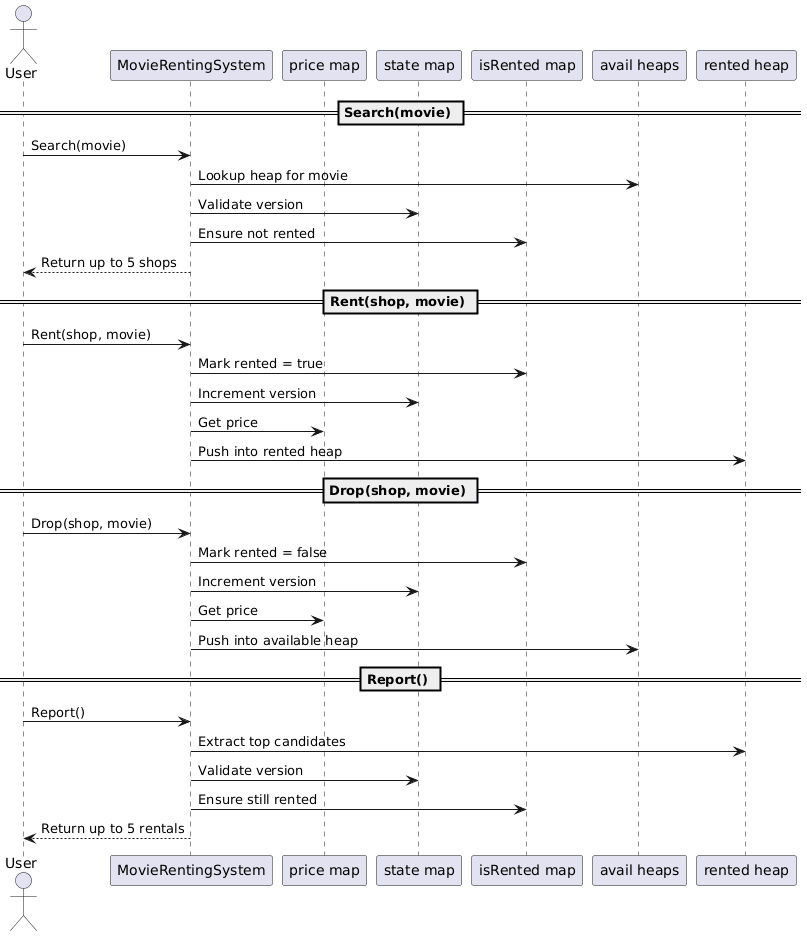 User
MovieRentingSystem
price map
state map
isRented map
avail heaps
rented heap
Search(movie)
Search(movie)
Lookup heap for movie
Validate version
Ensure not rented
Return up to 5 shops
Rent(shop, movie)
Rent(shop, movie)
Mark rented = true
Increment version
Get price
Push into rented heap
Drop(shop, movie)
Drop(shop, movie)
Mark rented = false
Increment version
Get price
Push into available heap
Report()
Report()
Extract top candidates
Validate version
Ensure still rented
Return up to 5 rentals
User
MovieRentingSystem
price map
state map
isRented map
avail heaps
rented heap